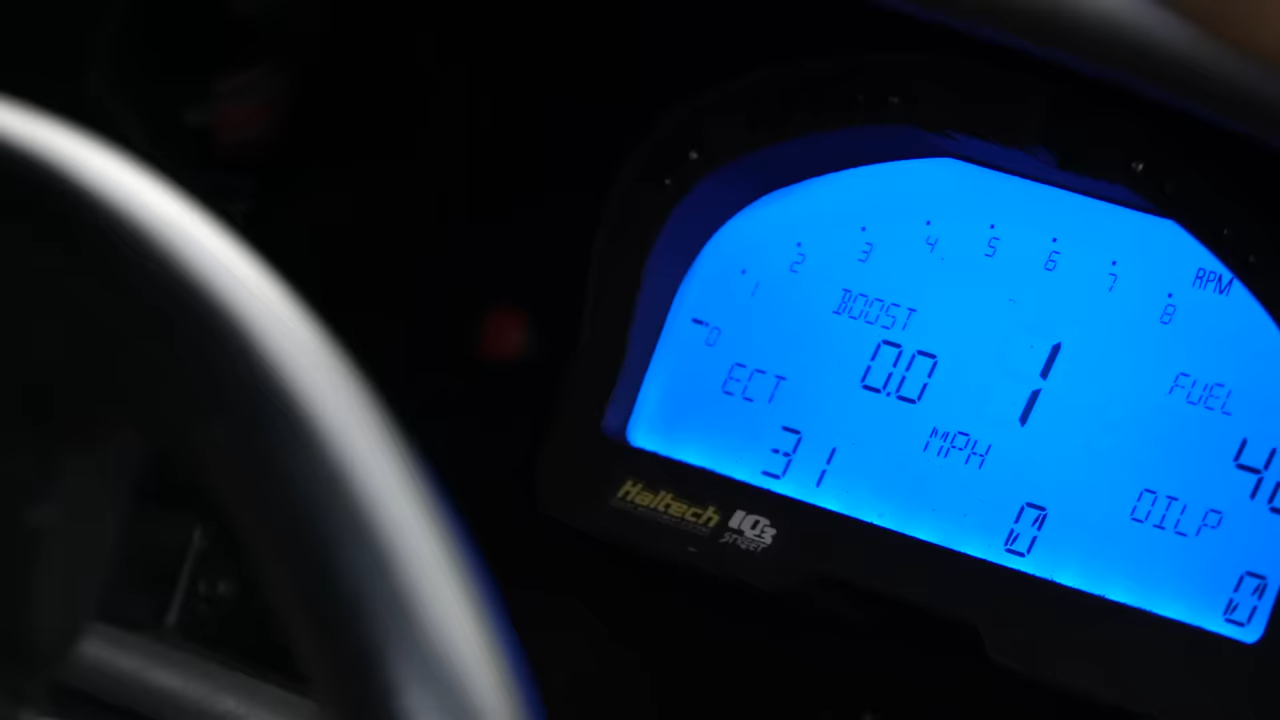 0 1 2 3 4 5 6 7 8 RPM
BOOST
0.0
1
FUEL
ECT
31
MPH
0
OILP
0
Haltech IQ3
STREET